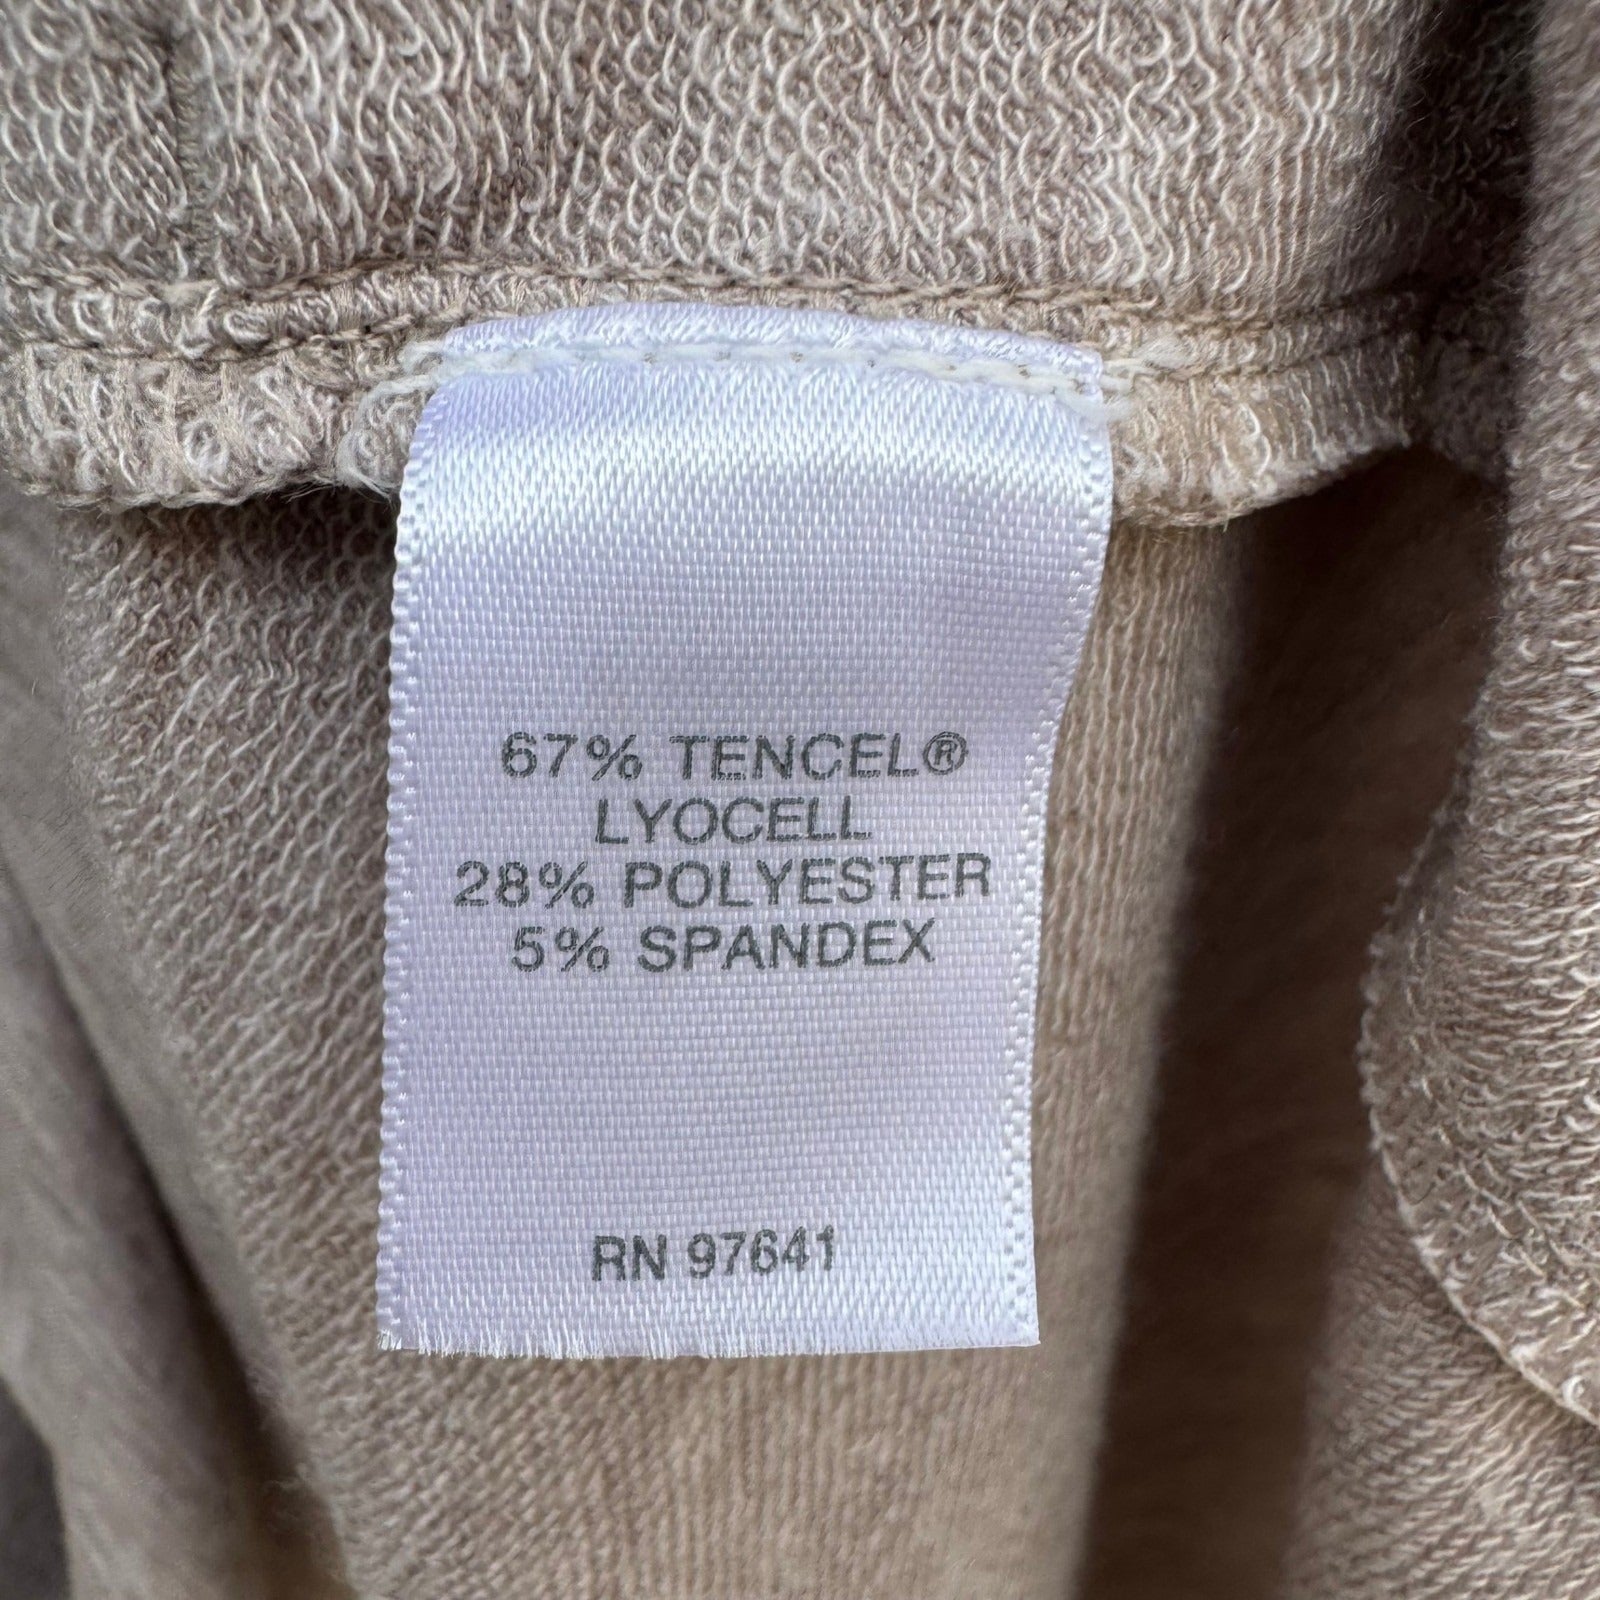 67% TENCEL®
LYOCELL
28% POLYESTER
5% SPANDEX
RN 97641